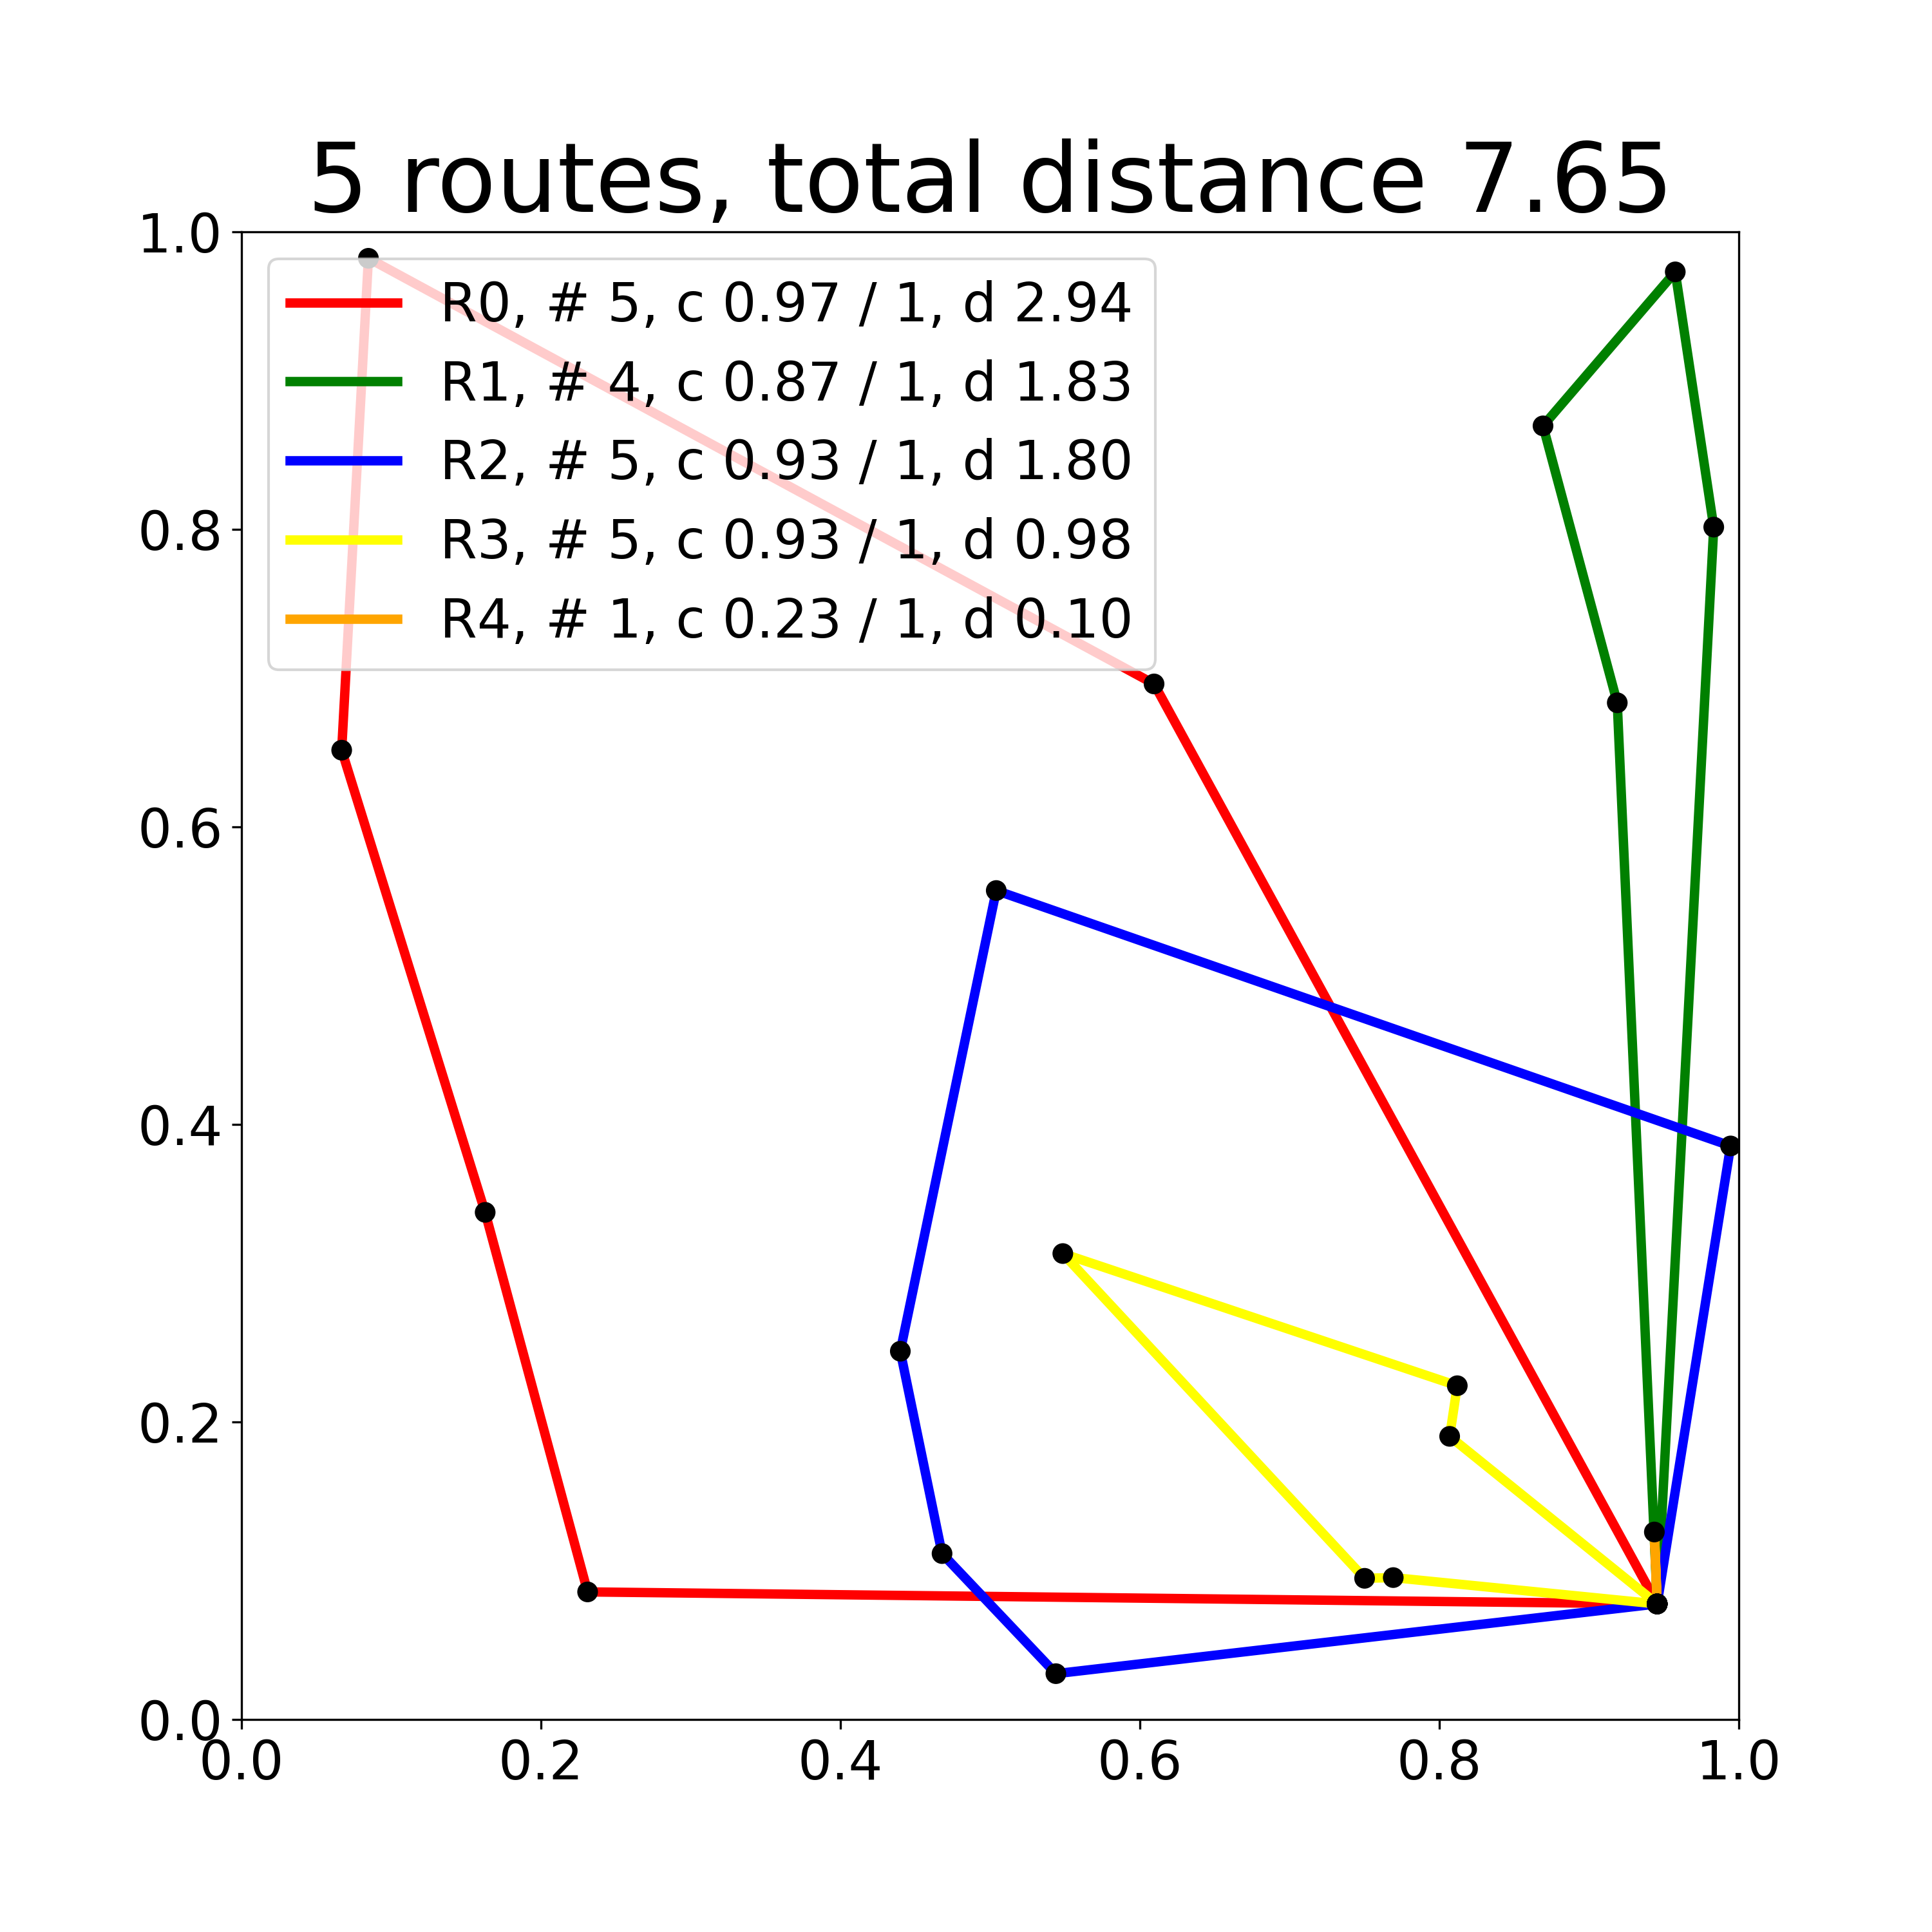 5 routes, total distance 7.65
1.0
R0, # 5, c 0.97 / 1, d 2.94
R1, # 4, c 0.87 / 1, d 1.83
R2, # 5, c 0.93 / 1, d 1.80
0.8
R3, # 5, c 0.93 / 1, d 0.98
R4, # 1, c 0.23 / 1, d 0.10
0.6
0.4
0.2
0.0
0.0 0.2 0.4 0.6 0.8 1.0